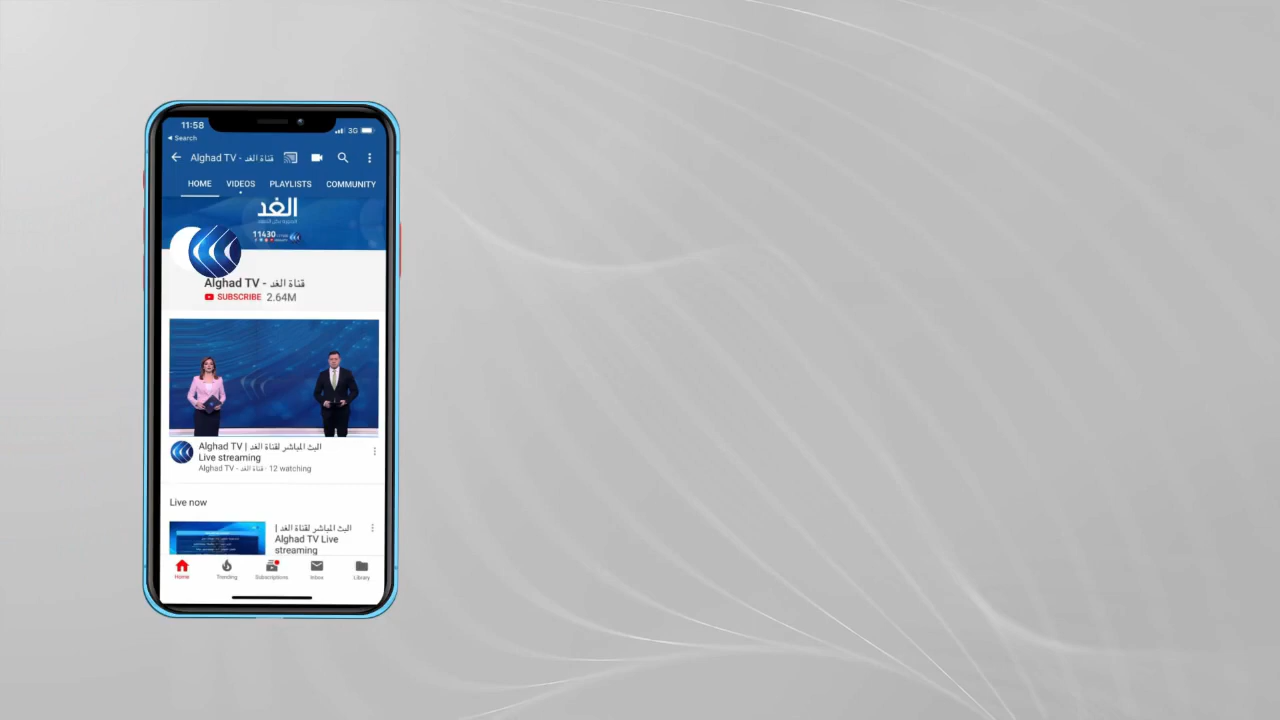 11:58
3G
◀ Search
Alghad TV - قناة الغد
HOME VIDEOS PLAYLISTS COMMUNITY
الغد
11430
Alghad TV - قناة الغد
SUBSCRIBE 2.64M
Alghad TV | البث المباشر لقناة الغد
Live streaming
Alghad TV - قناة الغد · 12 watching
Live now
البث المباشر لقناة الغد |
Alghad TV Live
streaming
Home Trending Subscriptions Inbox Library